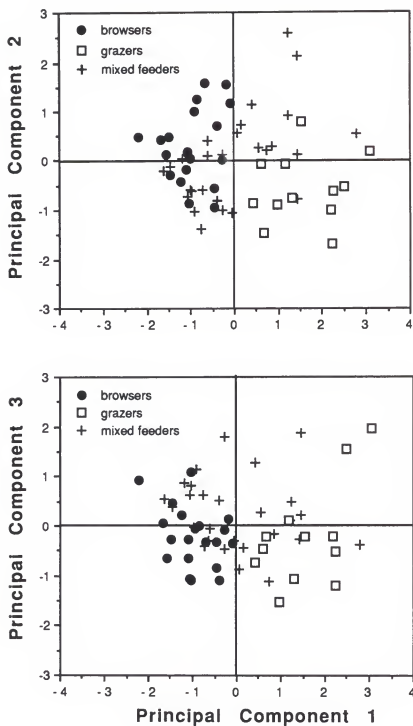 3
● browsers
□ grazers
+ mixed feeders
2
1
0
-1
-2
-3
Principal Component 2
-4 -3 -2 -1 0 1 2 3 4
3
● browsers
□ grazers
+ mixed feeders
2
1
0
-1
-2
-3
Principal Component 3
-4 -3 -2 -1 0 1 2 3 4
Principal Component 1